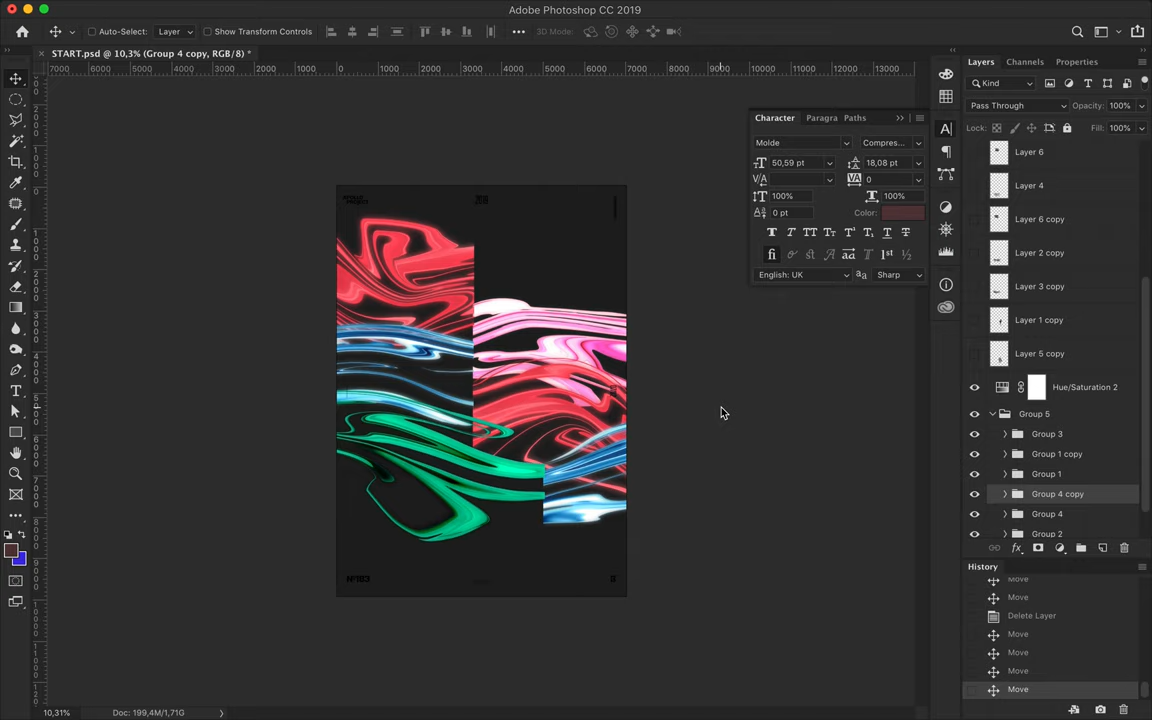 Adobe Photoshop CC 2019
Auto-Select: Layer Show Transform Controls 3D Mode:
START.psd @ 10,3% (Group 4 copy, RGB/8) *
7000 6000 5000 4000 3000 2000 1000 0 1000 2000 3000 4000 5000 6000 7000 8000 9000 10000 11000 12000 13000
Layers Channels Properties
Kind
Pass Through Opacity: 100%
Lock: Fill: 100%
Character Paragra Paths
Molde Compres...
50,59 pt 18,08 pt
0
100% 100%
0 pt Color:
English: UK Sharp
Layer 6
Layer 4
Layer 6 copy
Layer 2 copy
Layer 3 copy
Layer 1 copy
Layer 5 copy
Hue/Saturation 2
Group 5
Group 3
Group 1 copy
Group 1
Group 4 copy
Group 4
Group 2
History
Move
Move
Delete Layer
Move
Move
Move
Move
APOLLO
PROJECT
2019
Nº103
10,31% Doc: 199,4M/1,71G